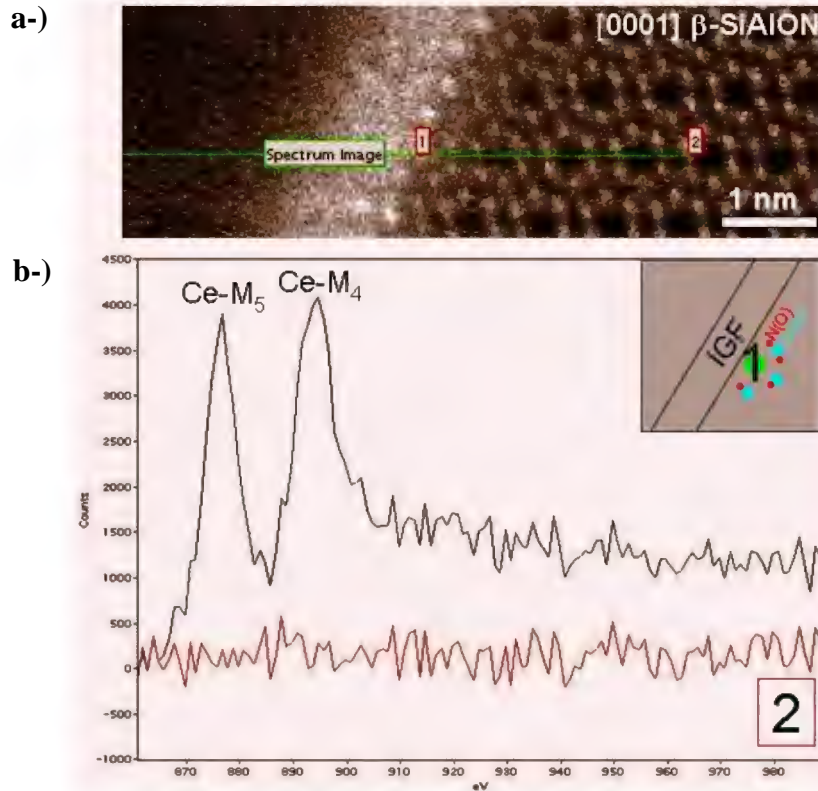 a-)
[0001] β-SiAlON
Spectrum Image
1
2
1 nm
b-)
4500
4000
3500
3000
2500
2000
1500
1000
500
0
-500
-1000
Counts
Ce-M₅
Ce-M₄
IGF
1
N(O)
2
870
880
890
900
910
920
930
940
950
960
970
980
eV